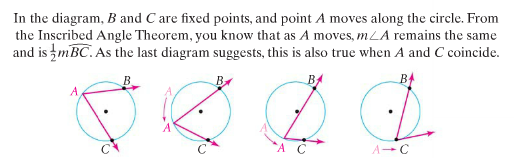 In the diagram, B and C are fixed points, and point A moves along the circle. From
the Inscribed Angle Theorem, you know that as A moves, m∠A remains the same
and is ½mB͡C. As the last diagram suggests, this is also true when A and C coincide.
A B C
A A B C
A A B C
B A C